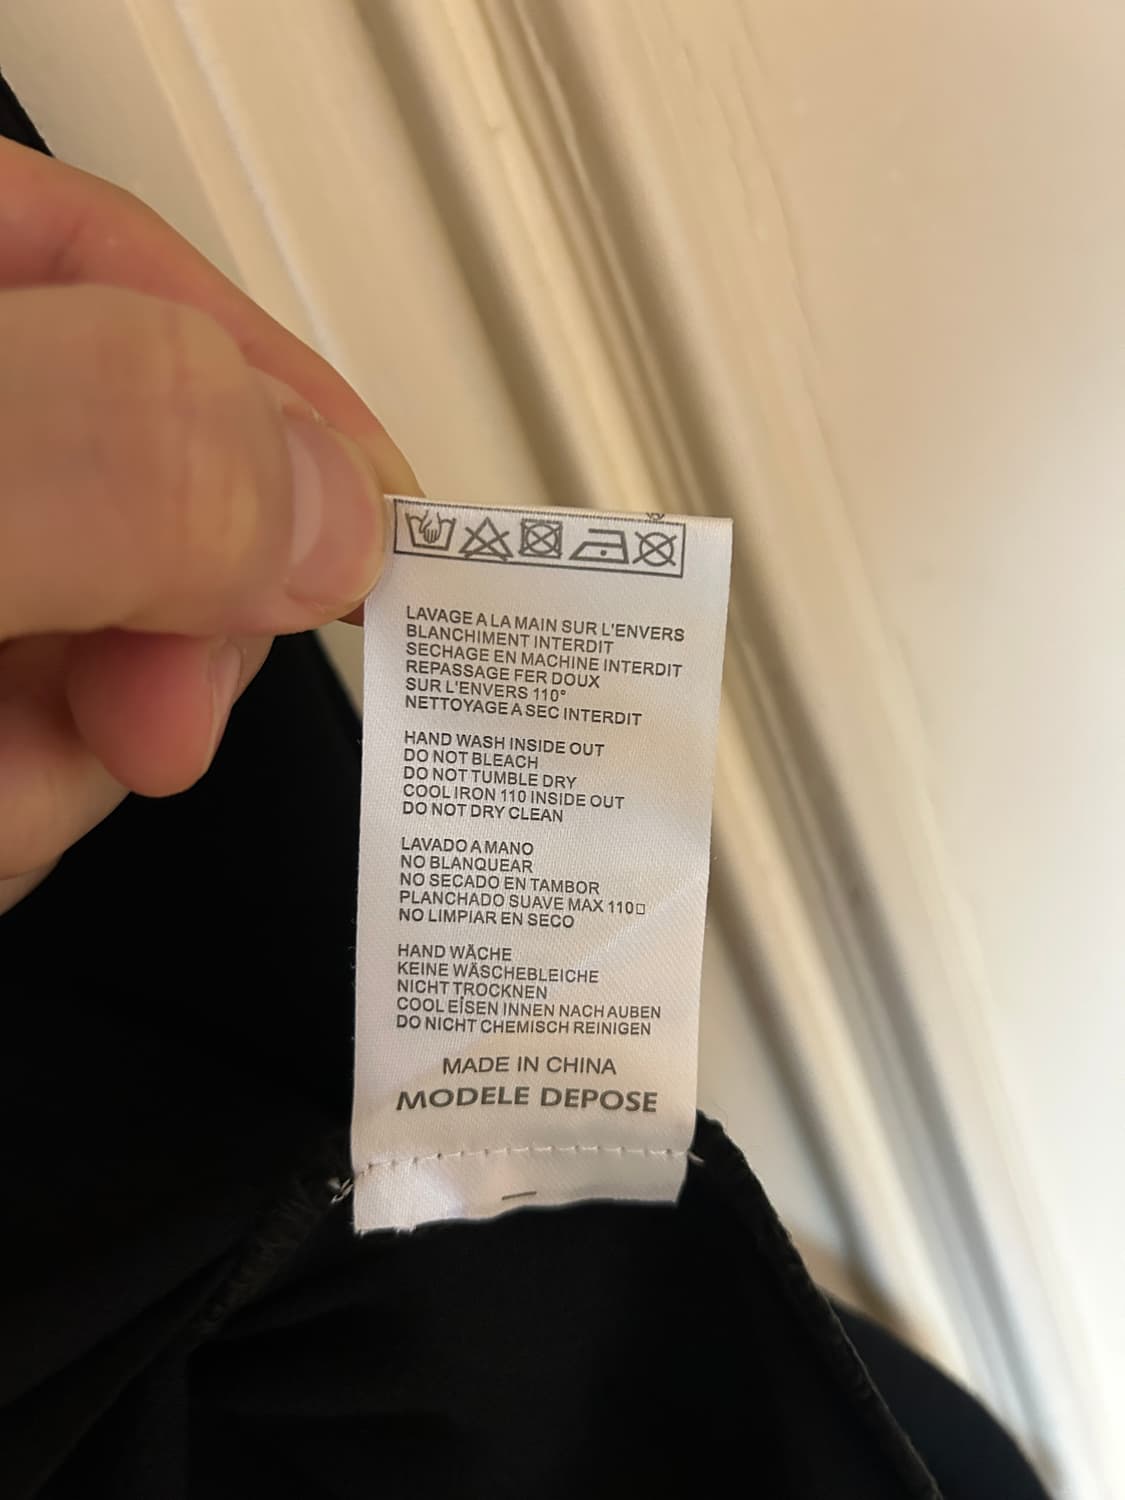 LAVAGE A LA MAIN SUR L'ENVERS
BLANCHIMENT INTERDIT
SECHAGE EN MACHINE INTERDIT
REPASSAGE FER DOUX
SUR L'ENVERS 110°
NETTOYAGE A SEC INTERDIT
HAND WASH INSIDE OUT
DO NOT BLEACH
DO NOT TUMBLE DRY
COOL IRON 110 INSIDE OUT
DO NOT DRY CLEAN
LAVADO A MANO
NO BLANQUEAR
NO SECADO EN TAMBOR
PLANCHADO SUAVE MAX 110□
NO LIMPIAR EN SECO
HAND WÄCHE
KEINE WÄSCHEBLEICHE
NICHT TROCKNEN
COOL EİSEN INNEN NACH AUBEN
DO NICHT CHEMISCH REINIGEN
MADE IN CHINA
MODELE DEPOSE